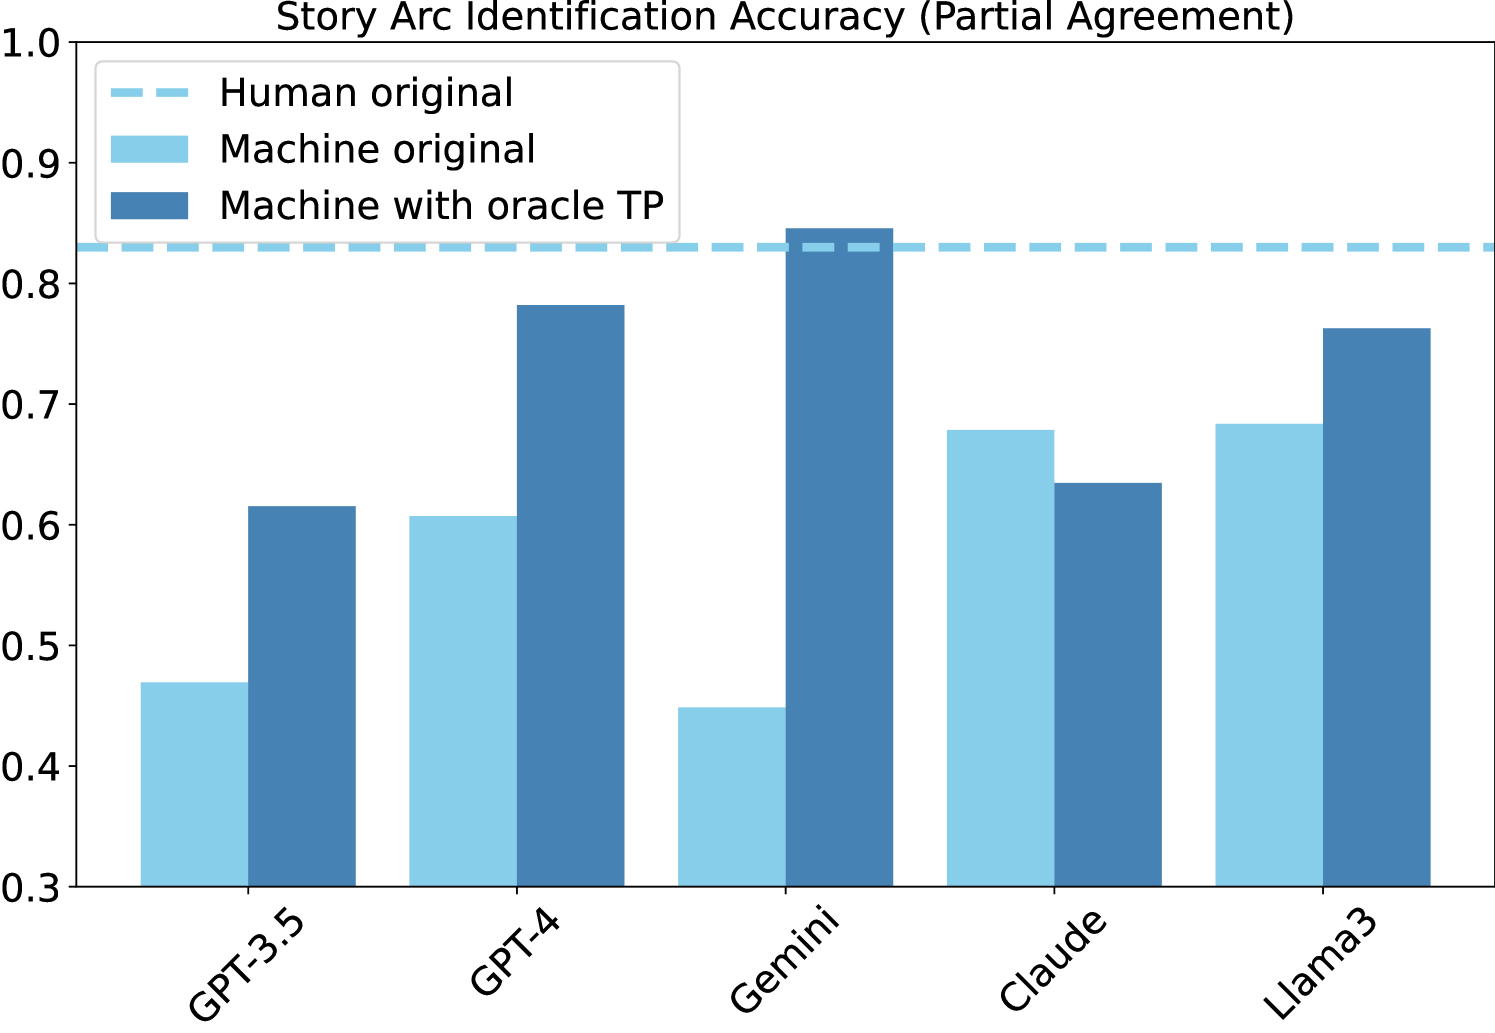 Story Arc Identification Accuracy (Partial Agreement)
1.0
0.9
0.8
0.7
0.6
0.5
0.4
0.3
Human original
Machine original
Machine with oracle TP
GPT-3.5
GPT-4
Gemini
Claude
Llama3